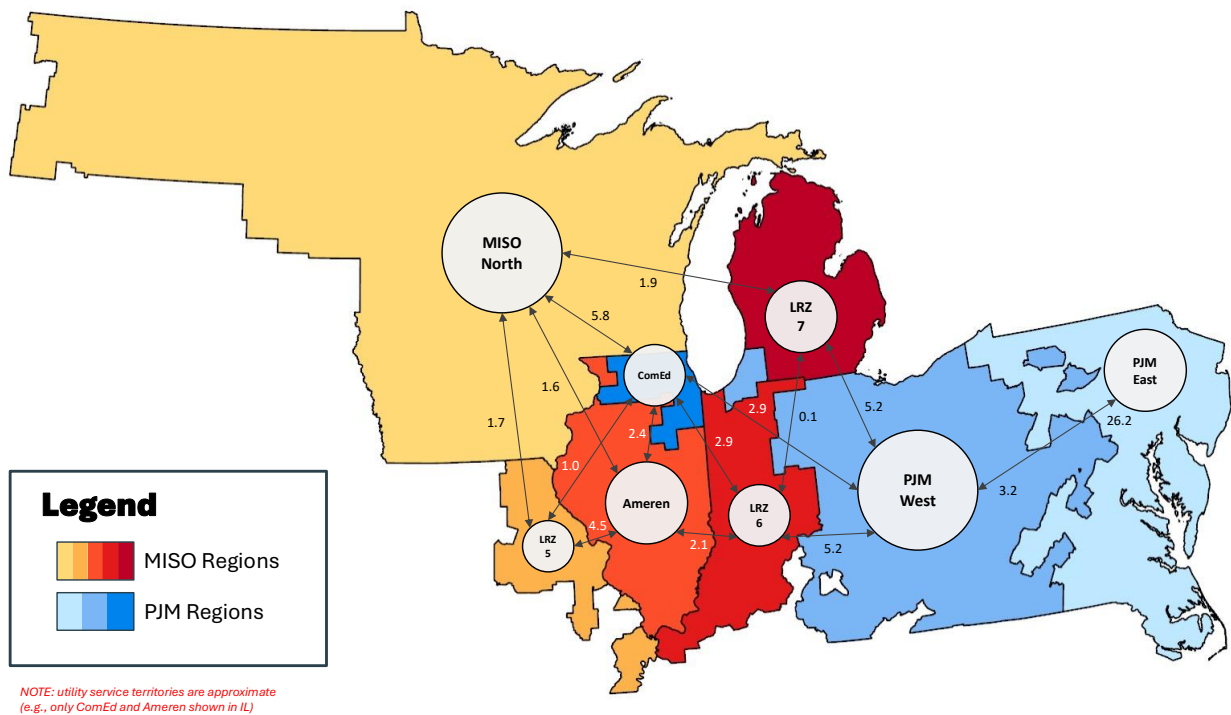 MISO
North
1.9
LRZ
7
5.8
PJM
East
ComEd
1.6
2.9
0.1
5.2
26.2
1.7
2.4
2.9
1.0
PJM
West
3.2
Ameren
LRZ
6
4.5
LRZ
5
2.1
5.2
Legend
MISO Regions
PJM Regions
NOTE: utility service territories are approximate
(e.g., only ComEd and Ameren shown in IL)